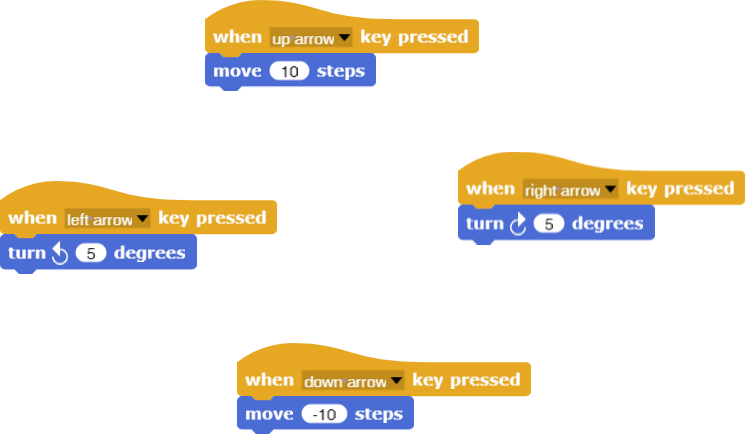 when up arrow key pressed
move 10 steps
when right arrow key pressed
turn 5 degrees
when left arrow key pressed
turn 5 degrees
when down arrow key pressed
move -10 steps